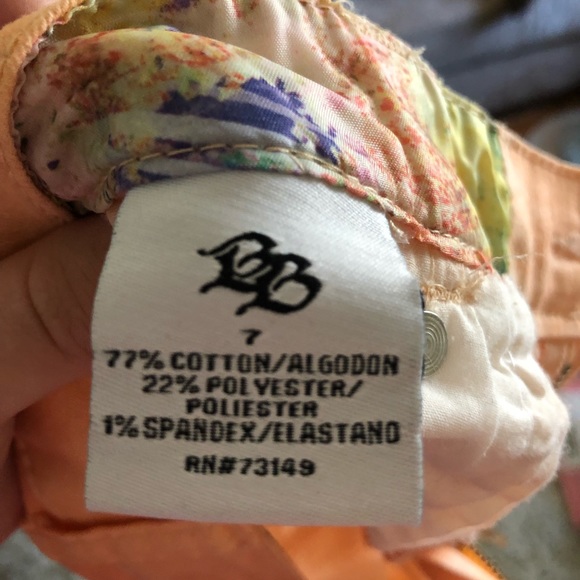 BB
7
77% COTTON/ALGODON
22% POLYESTER/
POLIESTER
1% SPANDEX/ELASTANO
RN#73149